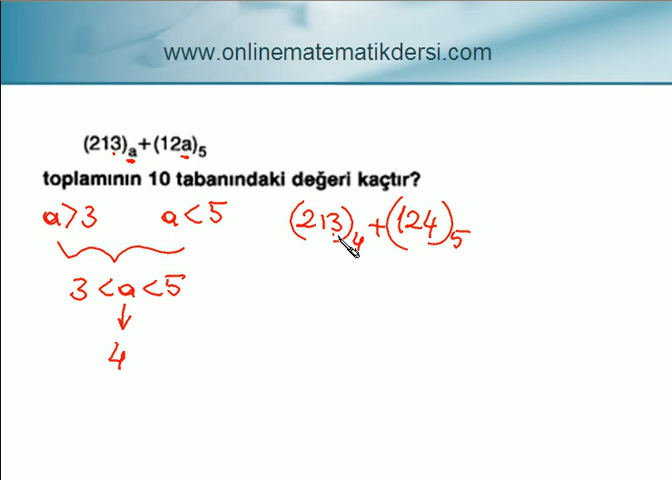 www.onlinematematikdersi.com
(213)a+(12a)5
toplamının 10 tabanındaki değeri kaçtır?
a>3 a<5 (213)4+(124)5
3<a<5
4